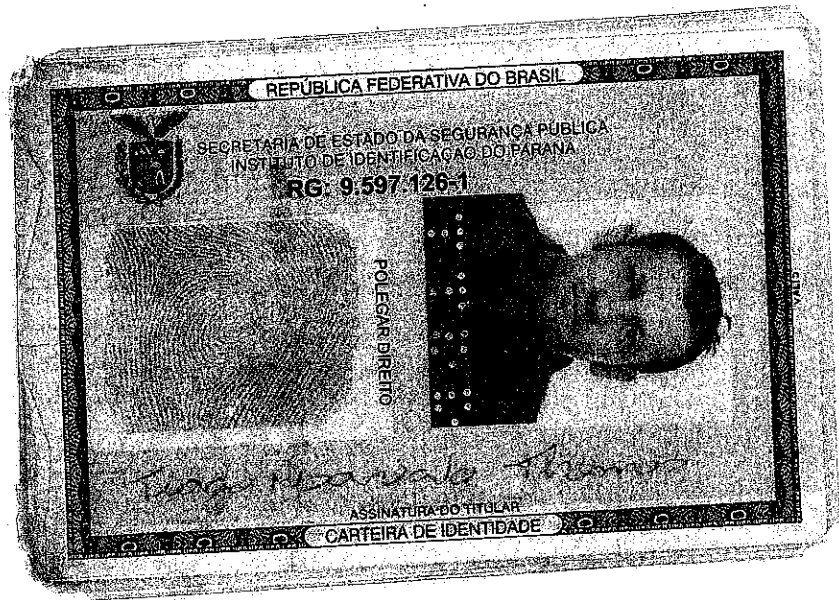 REPÚBLICA FEDERATIVA DO BRASIL
SECRETARIA DE ESTADO DA SEGURANÇA PÚBLICA
INSTITUTO DE IDENTIFICAÇÃO DO PARANÁ
RG: 9.597.126-1
POLEGAR DIREITO
ASSINATURA DO TITULAR
CARTEIRA DE IDENTIDADE